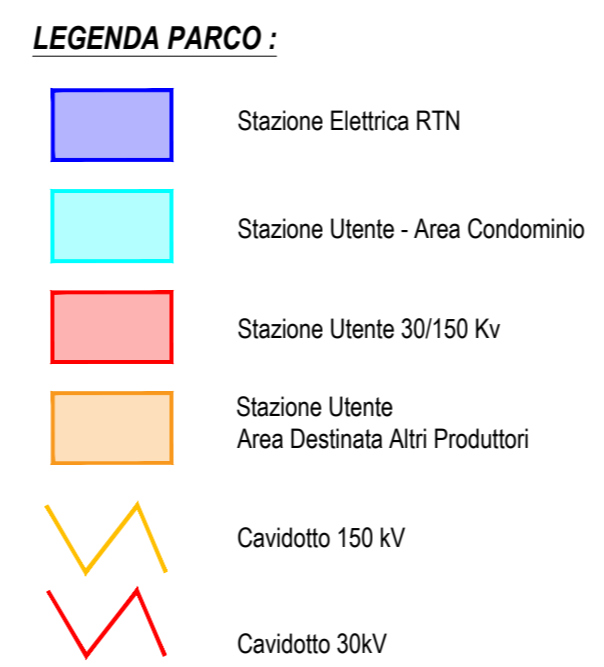 LEGENDA PARCO :
Stazione Elettrica RTN
Stazione Utente - Area Condominio
Stazione Utente 30/150 Kv
Stazione Utente
Area Destinata Altri Produttori
Cavidotto 150 kV
Cavidotto 30kV